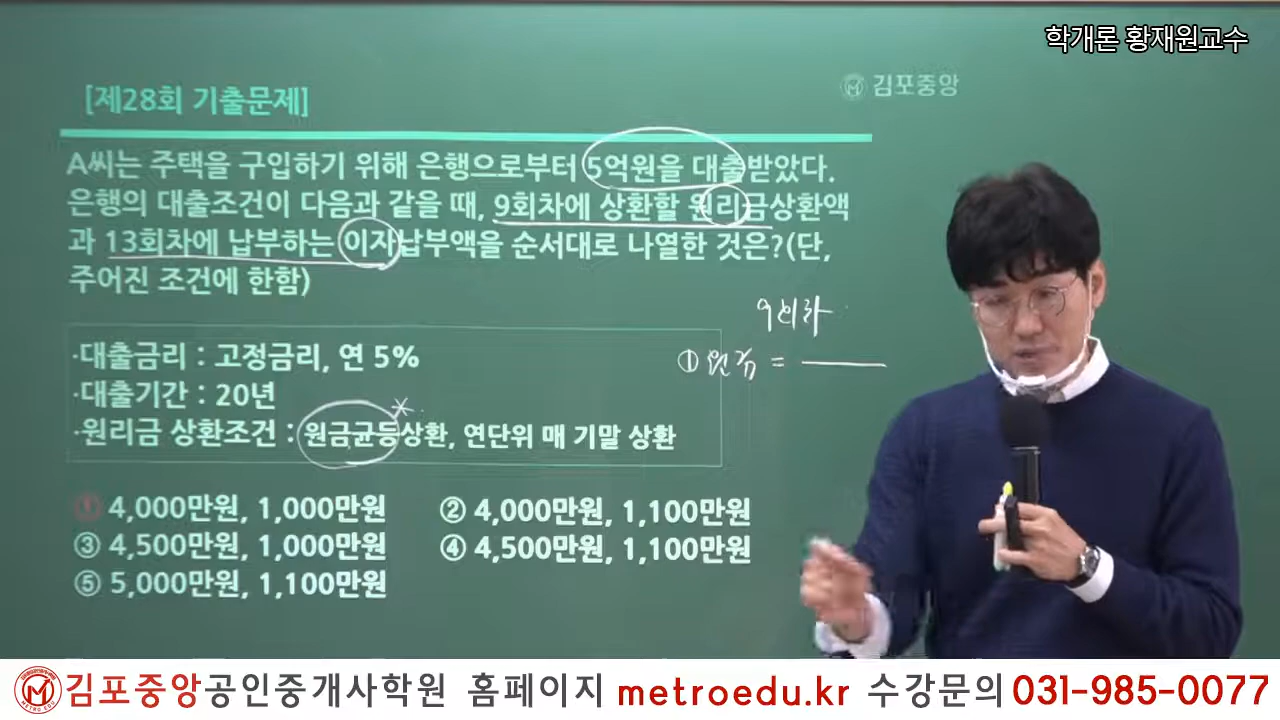 학개론 황재원교수
[제28회 기출문제]
김포중앙
A씨는 주택을 구입하기 위해 은행으로부터 5억원을 대출받았다.
은행의 대출조건이 다음과 같을 때, 9회차에 상환할 원리금상환액
과 13회차에 납부하는 이자납부액을 순서대로 나열한 것은?(단,
주어진 조건에 한함)
9회차
·대출금리 : 고정금리, 연 5%
① 원금 =
·대출기간 : 20년
·원리금 상환조건 : 원금균등상환, 연단위 매 기말 상환
① 4,000만원, 1,000만원
② 4,000만원, 1,100만원
③ 4,500만원, 1,000만원
④ 4,500만원, 1,100만원
⑤ 5,000만원, 1,100만원
김포중앙공인중개사학원 홈페이지 metroedu.kr 수강문의 031-985-0077